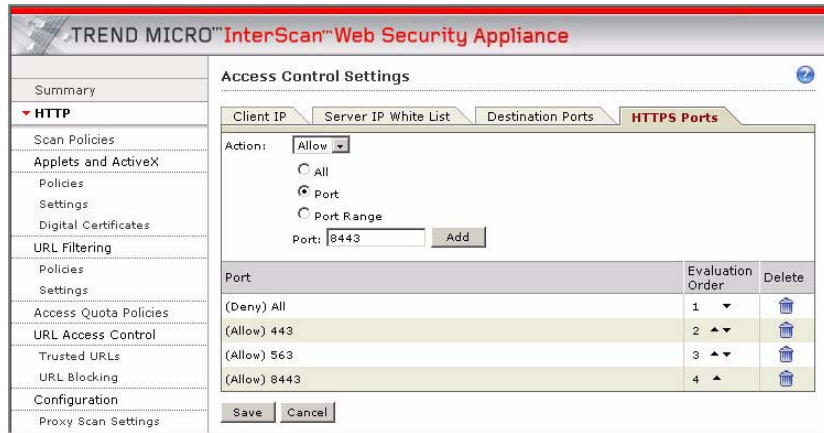 TREND MICRO™ InterScan™ Web Security Appliance
Summary
HTTP
Scan Policies
Applets and ActiveX
Policies
Settings
Digital Certificates
URL Filtering
Policies
Settings
Access Quota Policies
URL Access Control
Trusted URLs
URL Blocking
Configuration
Proxy Scan Settings
Access Control Settings
?
Client IP Server IP White List Destination Ports HTTPS Ports
Action: Allow
All
Port
Port Range
Port: 8443 Add
Port Evaluation Order Delete
(Deny) All 1
(Allow) 443 2
(Allow) 563 3
(Allow) 8443 4
Save Cancel